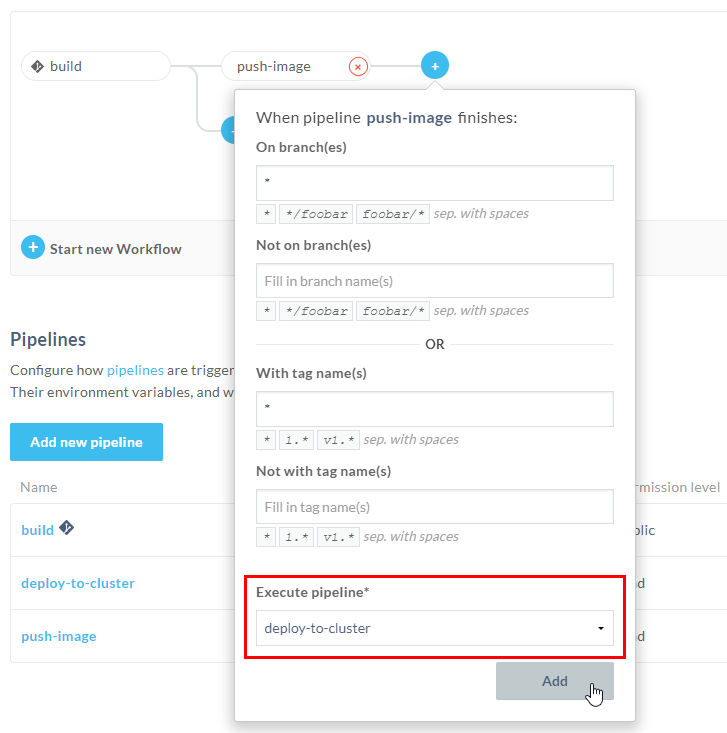 build
push-image
When pipeline push-image finishes:
On branch(es)
*
* */foobar foobar/* sep. with spaces
Not on branch(es)
Fill in branch name(s)
* */foobar foobar/* sep. with spaces
OR
With tag name(s)
*
* 1.* v1.* sep. with spaces
Not with tag name(s)
Fill in tag name(s)
* 1.* v1.* sep. with spaces
Execute pipeline*
deploy-to-cluster
Add
+ Start new Workflow
Pipelines
Configure how pipelines are trigger
Their environment variables, and w
Add new pipeline
Name
build
deploy-to-cluster
push-image